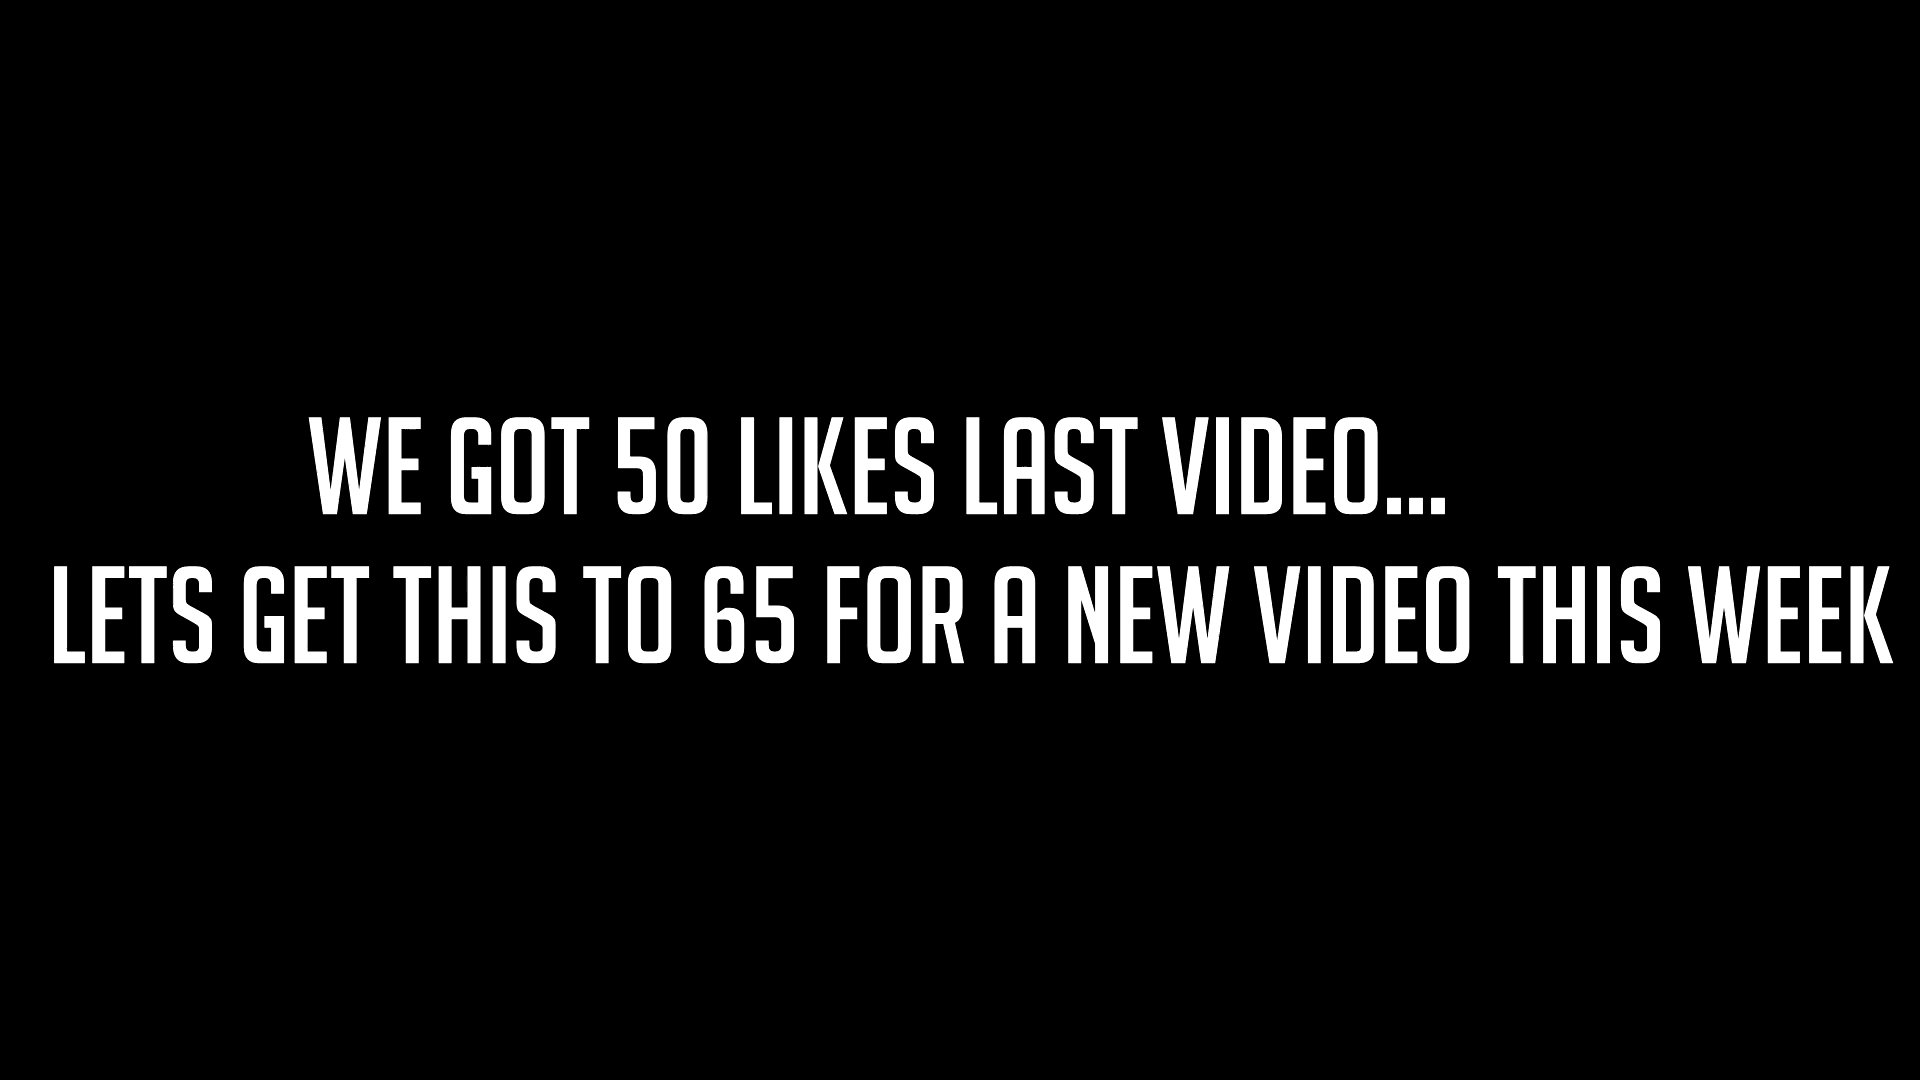 WE GOT 50 LIKES LAST VIDEO...
LETS GET THIS TO 65 FOR A NEW VIDEO THIS WEEK